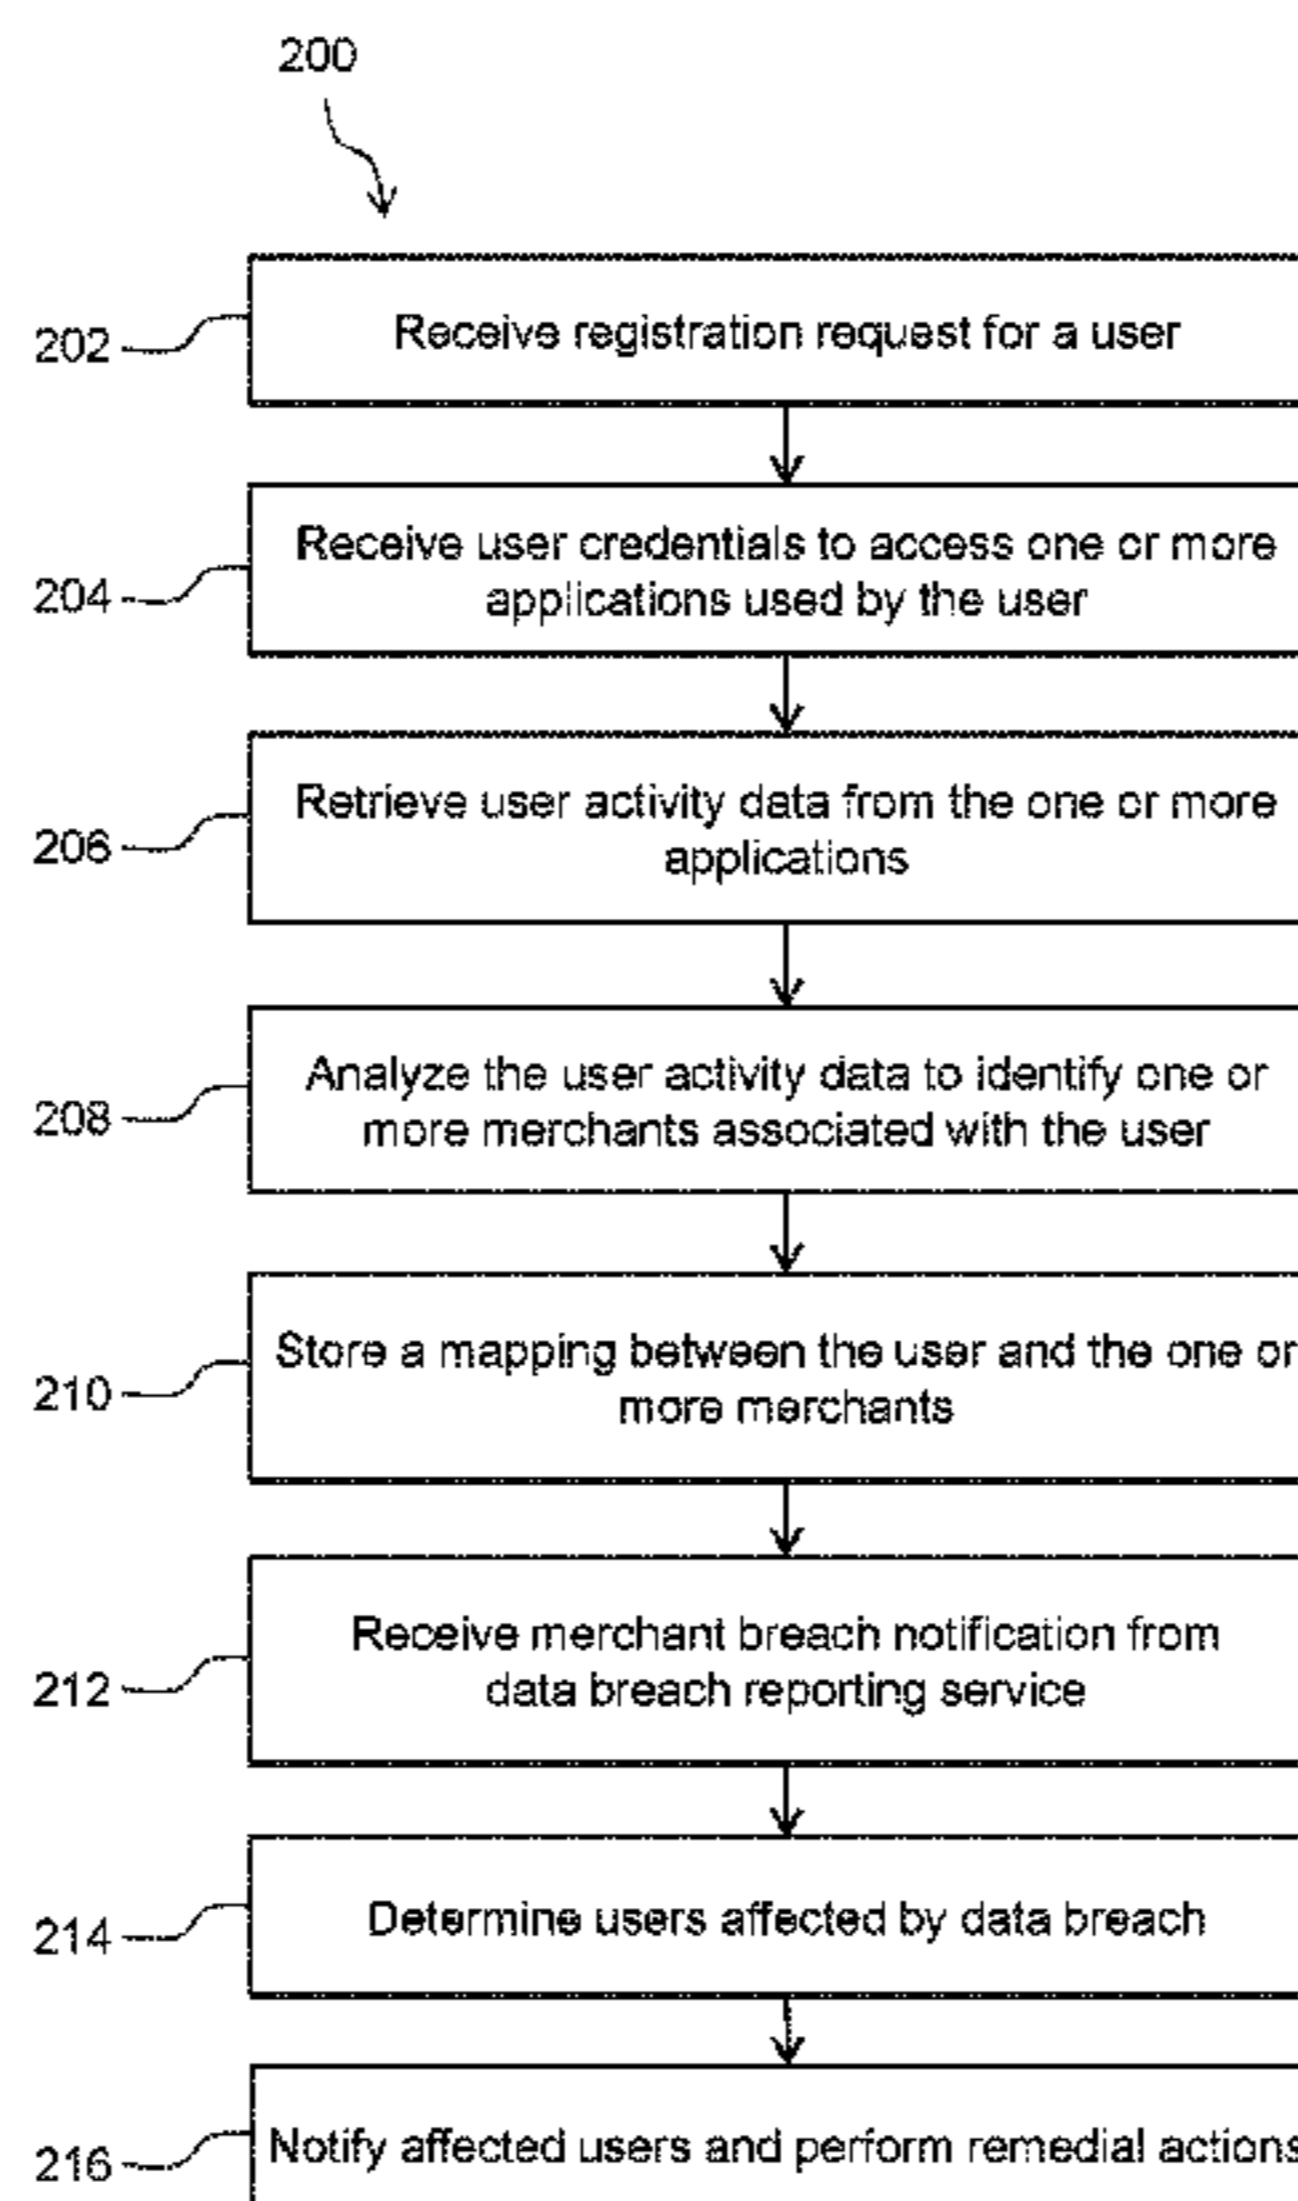 200
202
Receive registration request for a user
204
Receive user credentials to access one or more
applications used by the user
206
Retrieve user activity data from the one or more
applications
208
Analyze the user activity data to identify one or
more merchants associated with the user
210
Store a mapping between the user and the one or
more merchants
212
Receive merchant breach notification from
data breach reporting service
214
Determine users affected by data breach
216
Notify affected users and perform remedial actions